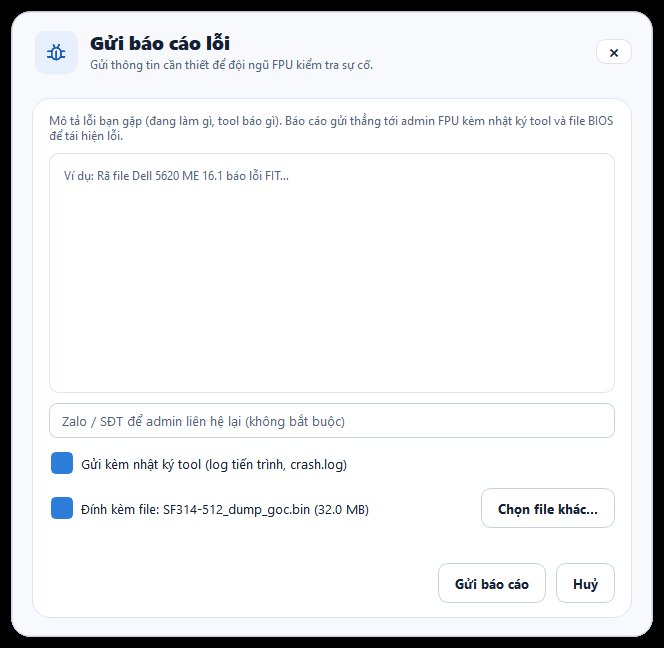 Gửi báo cáo lỗi
Gửi thông tin cần thiết để đội ngũ FPU kiểm tra sự cố.
×
Mô tả lỗi bạn gặp (đang làm gì, tool báo gì). Báo cáo gửi thẳng tới admin FPU kèm nhật ký tool và file BIOS
để tái hiện lỗi.
Ví dụ: Rã file Dell 5620 ME 16.1 báo lỗi FIT...
Zalo / SĐT để admin liên hệ lại (không bắt buộc)
Gửi kèm nhật ký tool (log tiến trình, crash.log)
Đính kèm file: SF314-512_dump_goc.bin (32.0 MB)
Chọn file khác...
Gửi báo cáo
Huỷ